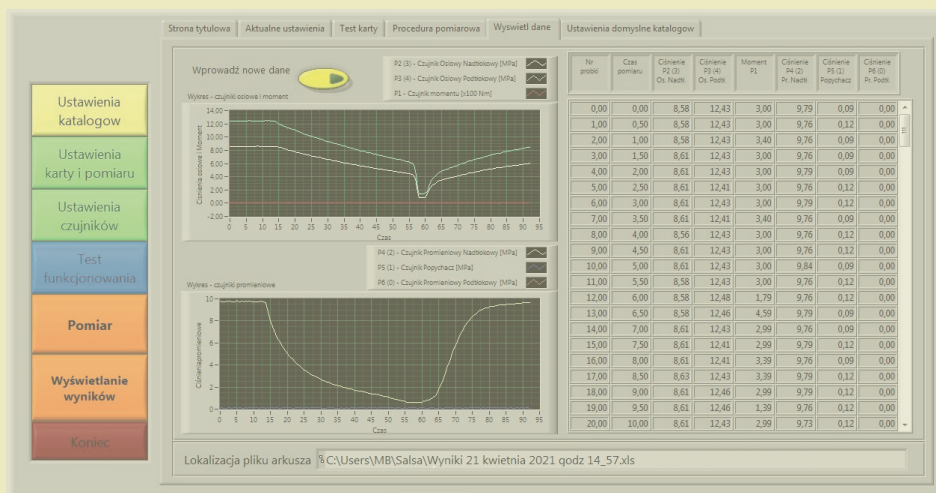 Strona tytulowa Aktualne ustawienia Test karty Procedura pomiarowa Wyswietl dane Ustawienia domyslne katalogow
Ustawienia
katalogow
Ustawienia
karty i pomiaru
Ustawienia
czujników
Test
funkcjonowania
Pomiar
Wyświetlanie
wyników
Koniec
Wprowadź nowe dane
P2 (3) - Czujnik Osiowy Nadtłokowy [MPa]
P3 (4) - Czujnik Osiowy Podtłokowy [MPa]
P1 - Czujnik momentu [x100 Nm]
Wykres - czujniki osiowe i moment
Cisnienia osiowe i Moment
14,00
12,00
10,00
8,00
6,00
4,00
2,00
0,00
-2,00
0 5 10 15 20 25 30 35 40 45 50 55 60 65 70 75 80 85 90 95
Czas
P4 (2) - Czujnik Promieniowy Nadtłokowy [MPa]
P5 (1) - Czujnik Popychacz [MPa]
P6 (0) - Czujnik Promieniowy Podtłokowy [MPa]
Wykres - czujniki promieniowe
Ciśnieniapromieniowe
10
8
6
4
2
0
0 5 10 15 20 25 30 35 40 45 50 55 60 65 70 75 80 85 90 95
Czas
Nr Czas Ciśnienie Ciśnienie Moment Ciśnienie Ciśnienie Ciśnienie
probki pomiaru P2 (3) P3 (4) P1 P4 (2) P5 (1) P6 (0)
Os. Nadtł Os. Podtł. Pr. Nadtł Popychacz Pr. Podtł.
0,00 0,00 8,58 12,43 3,00 9,79 0,09 0,00
1,00 0,50 8,58 12,43 3,00 9,76 0,12 0,00
2,00 1,00 8,58 12,43 3,40 9,76 0,09 0,00
3,00 1,50 8,61 12,43 3,00 9,76 0,09 0,00
4,00 2,00 8,61 12,43 3,00 9,79 0,09 0,00
5,00 2,50 8,61 12,41 3,00 9,76 0,12 0,00
6,00 3,00 8,61 12,43 3,00 9,79 0,09 0,00
7,00 3,50 8,61 12,41 3,40 9,76 0,09 0,00
8,00 4,00 8,56 12,43 3,00 9,76 0,12 0,00
9,00 4,50 8,61 12,43 3,00 9,76 0,12 0,00
10,00 5,00 8,61 12,43 3,00 9,84 0,09 0,00
11,00 5,50 8,58 12,43 3,00 9,76 0,12 0,00
12,00 6,00 8,58 12,48 1,79 9,76 0,12 0,00
13,00 6,50 8,58 12,46 4,59 9,79 0,09 0,00
14,00 7,00 8,61 12,43 2,99 9,76 0,09 0,00
15,00 7,50 8,61 12,41 2,99 9,79 0,12 0,00
16,00 8,00 8,61 12,41 3,39 9,76 0,09 0,00
17,00 8,50 8,63 12,43 3,39 9,79 0,12 0,00
18,00 9,00 8,61 12,46 2,99 9,79 0,12 0,00
19,00 9,50 8,61 12,46 1,39 9,76 0,12 0,00
20,00 10,00 8,61 12,46 2,99 9,73 0,12 0,00
Lokalizacja pliku arkusza C:\Users\MB\Salsa\Wyniki 21 kwietnia 2021 godz 14_57.xls